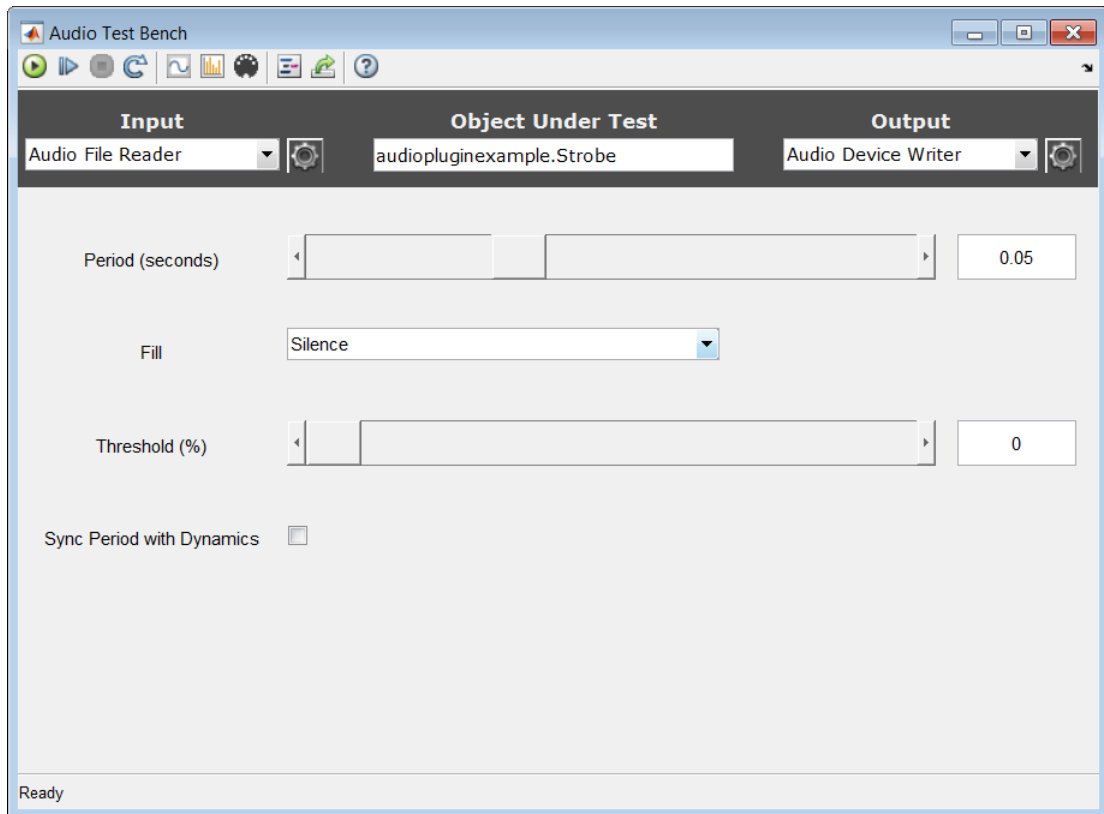 Audio Test Bench
Input Object Under Test Output
Audio File Reader audiopluginexample.Strobe Audio Device Writer
Period (seconds) 0.05
Fill Silence
Threshold (%) 0
Sync Period with Dynamics
Ready